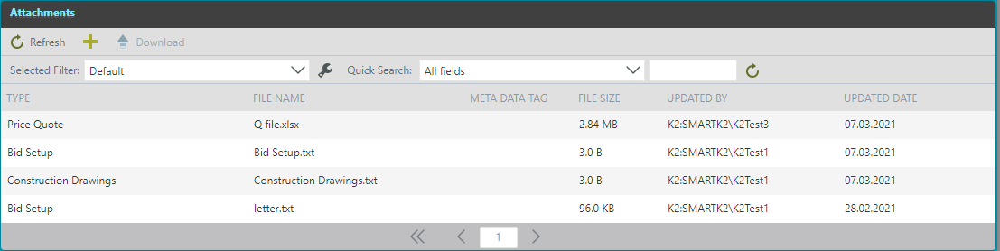 Attachments
Refresh Download
Selected Filter: Default Quick Search: All fields
TYPE FILE NAME META DATA TAG FILE SIZE UPDATED BY UPDATED DATE
Price Quote Q file.xlsx 2.84 MB K2:SMARTK2\K2Test3 07.03.2021
Bid Setup Bid Setup.txt 3.0 B K2:SMARTK2\K2Test1 07.03.2021
Construction Drawings Construction Drawings.txt 3.0 B K2:SMARTK2\K2Test1 07.03.2021
Bid Setup letter.txt 96.0 KB K2:SMARTK2\K2Test1 28.02.2021
1